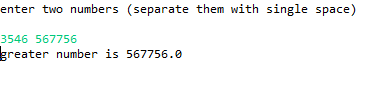 enter two numbers (separate them with single space)
3546 567756
greater number is 567756.0